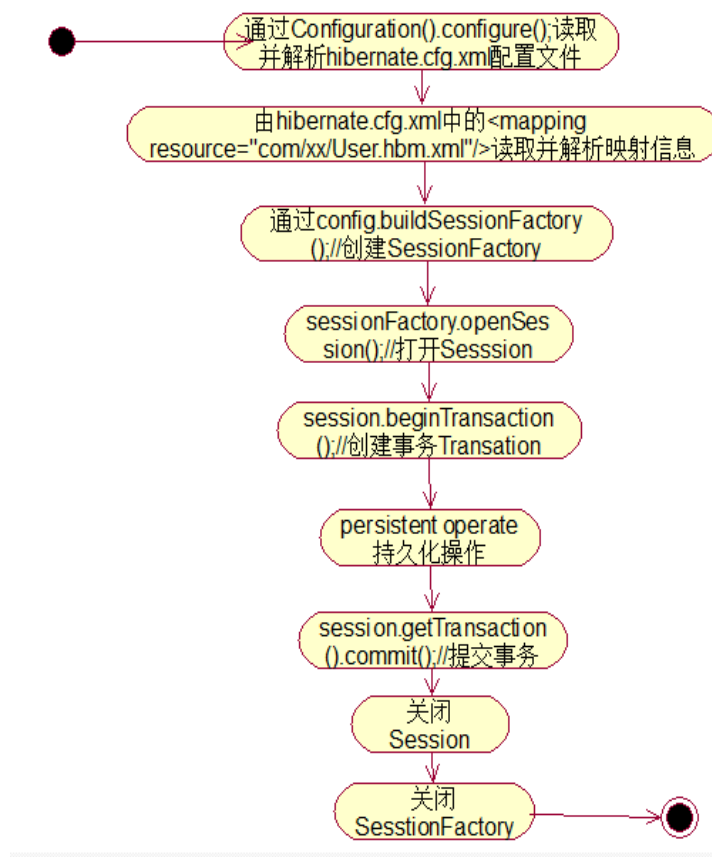 通过Configuration().configure();读取
并解析hibernate.cfg.xml配置文件
由hibernate.cfg.xml中的<mapping
resource="com/xx/User.hbm.xml"/>读取并解析映射信息
通过config.buildSessionFactory
();//创建SessionFactory
sessionFactory.openSes
sion();//打开Sesssion
session.beginTransaction
();//创建事务Transation
persistent operate
持久化操作
session.getTransaction
().commit();//提交事务
关闭
Session
关闭
SesstionFactory